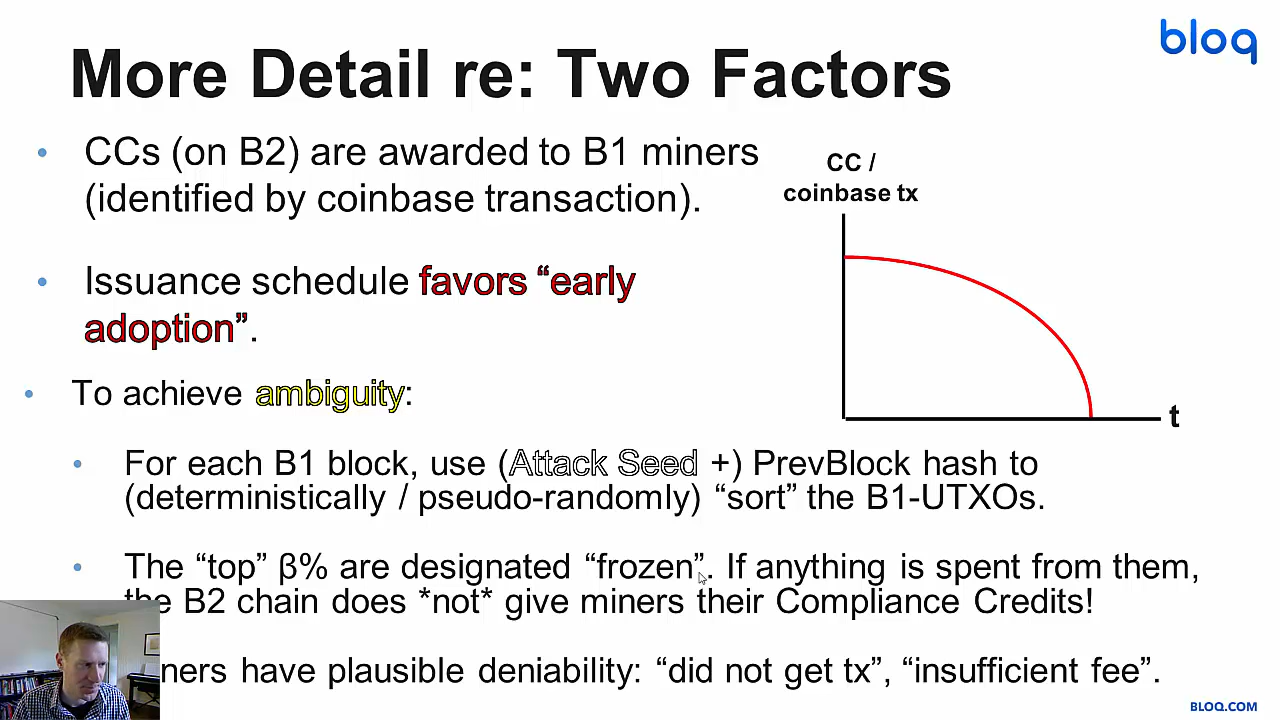 bloq
More Detail re: Two Factors
• CCs (on B2) are awarded to B1 miners
(identified by coinbase transaction).
CC /
coinbase tx
• Issuance schedule favors “early
adoption”.
t
• To achieve ambiguity:
• For each B1 block, use (Attack Seed +) PrevBlock hash to
(deterministically / pseudo-randomly) “sort” the B1-UTXOs.
• The “top” β% are designated “frozen”. If anything is spent from them,
the B2 chain does *not* give miners their Compliance Credits!
ners have plausible deniability: “did not get tx”, “insufficient fee”.
BLOQ.COM